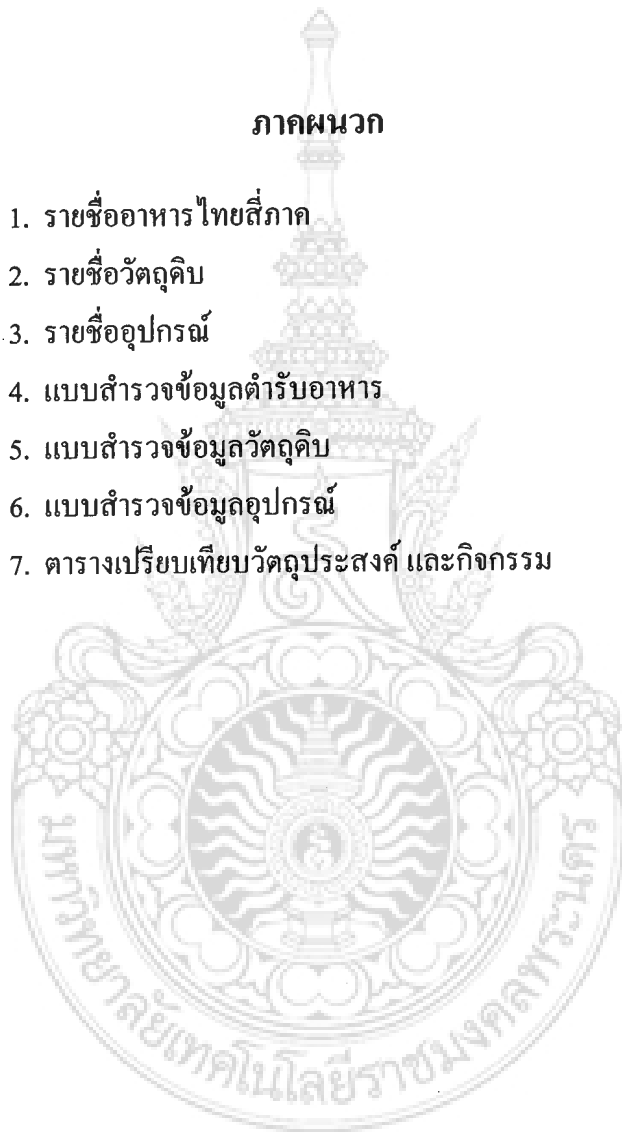 ภาคผนวก
1. รายชื่ออาหารไทยสี่ภาค
2. รายชื่อวัตถุดิบ
3. รายชื่ออุปกรณ์
4. แบบสำรวจข้อมูลตำรับอาหาร
5. แบบสำรวจข้อมูลวัตถุดิบ
6. แบบสำรวจข้อมูลอุปกรณ์
7. ตารางเปรียบเทียบวัตถุประสงค์ และกิจกรรม
มหาวิทยาลัยเทคโนโลยีราชมงคลพระนคร